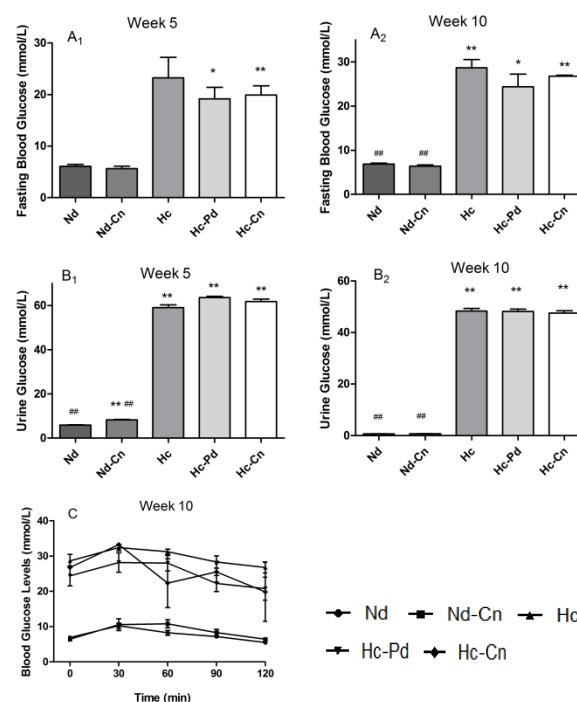 A1 Week 5
Fasting Blood Glucose (mmol/L)
30
20
10
0
* **
Nd Nd-Cn Hc Hc-Pd Hc-Cn
A2 Week 10
Fasting Blood Glucose (mmol/L)
30
20
10
0
## ## ** * **
Nd Nd-Cn Hc Hc-Pd Hc-Cn
B1 Week 5
Urine Glucose (mmol/L)
60
40
20
0
## ** ## ** ** **
Nd Nd-Cn Hc Hc-Pd Hc-Cn
B2 Week 10
Urine Glucose (mmol/L)
60
40
20
0
## ## ** ** **
Nd Nd-Cn Hc Hc-Pd Hc-Cn
C Week 10
Blood Glucose Levels (mmol/L)
40
30
20
10
0
0 30 60 90 120
Time (min)
Nd Nd-Cn Hc
Hc-Pd Hc-Cn